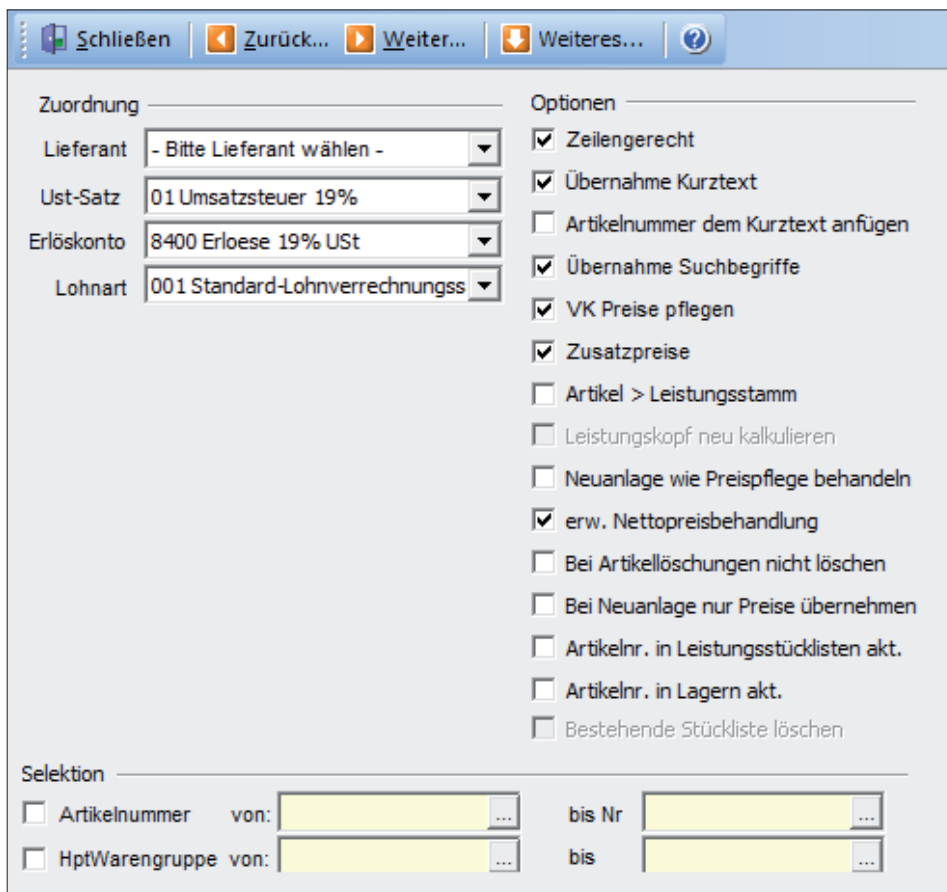 Schließen Zurück... Weiter... Weiteres...
Zuordnung
Lieferant - Bitte Lieferant wählen -
Ust-Satz 01 Umsatzsteuer 19%
Erlöskonto 8400 Erloese 19% USt
Lohnart 001 Standard-Lohnverrechnungss
Optionen
Zeilengerecht
Übernahme Kurztext
Artikelnummer dem Kurztext anfügen
Übernahme Suchbegriffe
VK Preise pflegen
Zusatzpreise
Artikel > Leistungsstamm
Leistungskopf neu kalkulieren
Neuanlage wie Preispflege behandeln
erw. Nettopreisbehandlung
Bei Artikellöschungen nicht löschen
Bei Neuanlage nur Preise übernehmen
Artikelnr. in Leistungsstücklisten akt.
Artikelnr. in Lagern akt.
Bestehende Stückliste löschen
Selektion
Artikelnummer von: ... bis Nr ...
HptWarengruppe von: ... bis ...